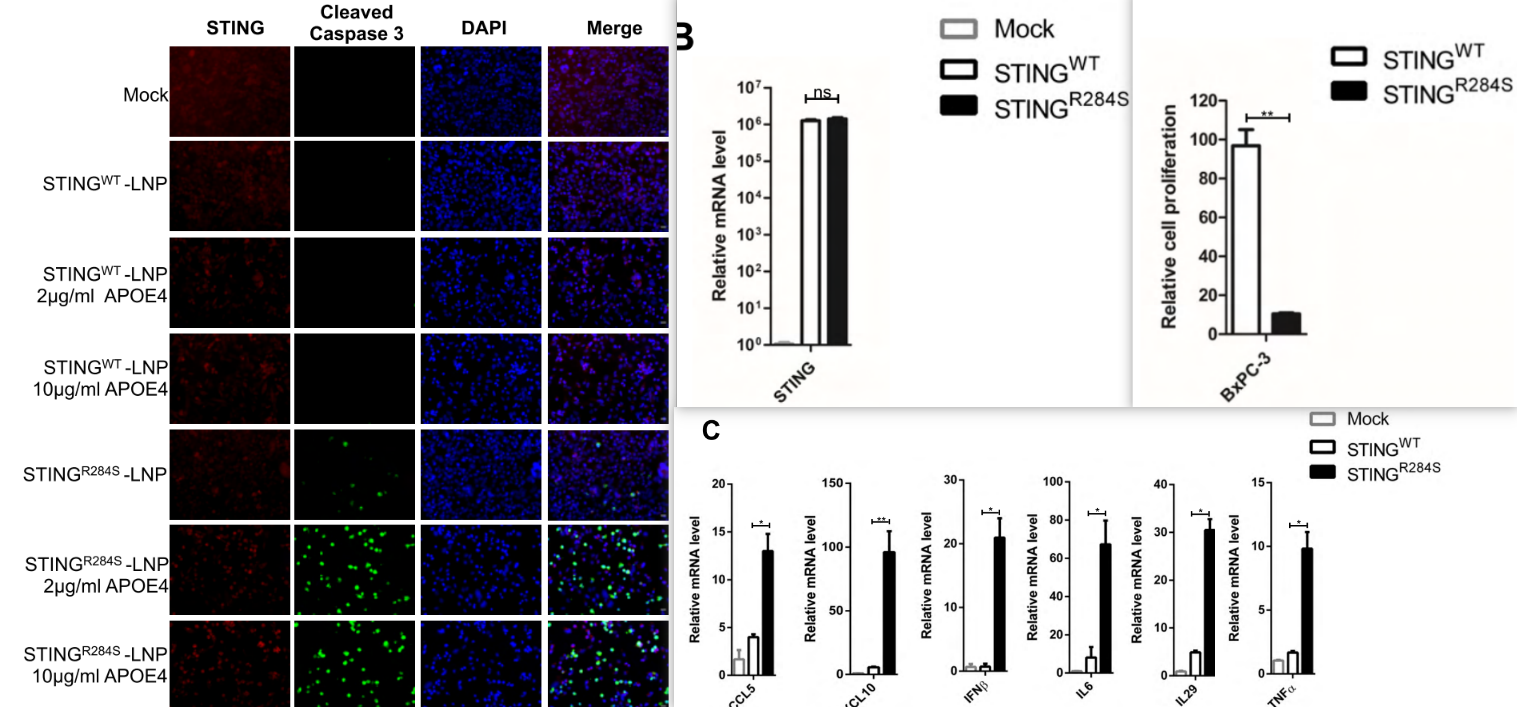 STING
Cleaved
Caspase 3
DAPI
Merge
Mock
STINGWT-LNP
STINGWT-LNP
2µg/ml APOE4
STINGWT-LNP
10µg/ml APOE4
STINGR284S-LNP
STINGR284S-LNP
2µg/ml APOE4
STINGR284S-LNP
10µg/ml APOE4
B
Mock
STINGWT
STINGR284S
Relative mRNA level
10⁷
10⁶
10⁵
10⁴
10³
10²
10¹
10⁰
ns
STING
STINGWT
STINGR284S
Relative cell proliferation
120
100
80
60
40
20
0
**
BxPC-3
C
Mock
STINGWT
STINGR284S
Relative mRNA level
20
15
10
5
0
*
CCL5
Relative mRNA level
150
100
50
0
**
CL10
Relative mRNA level
30
20
10
0
*
IFNβ
Relative mRNA level
100
80
60
40
20
0
*
IL6
Relative mRNA level
40
30
20
10
0
*
IL29
Relative mRNA level
15
10
5
0
*
TNFα